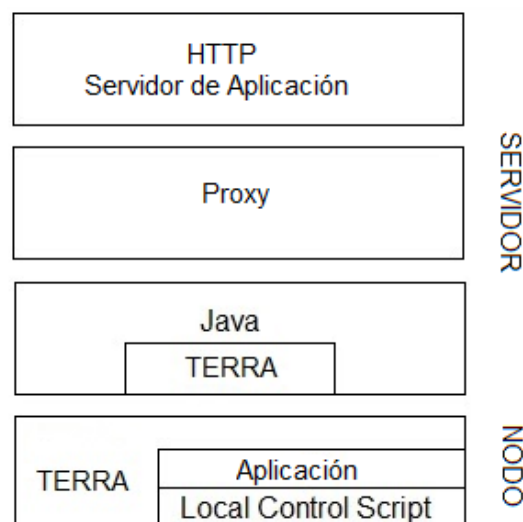 HTTP
Servidor de Aplicación
Proxy
SERVIDOR
Java
TERRA
NODO
TERRA
Aplicación
Local Control Script